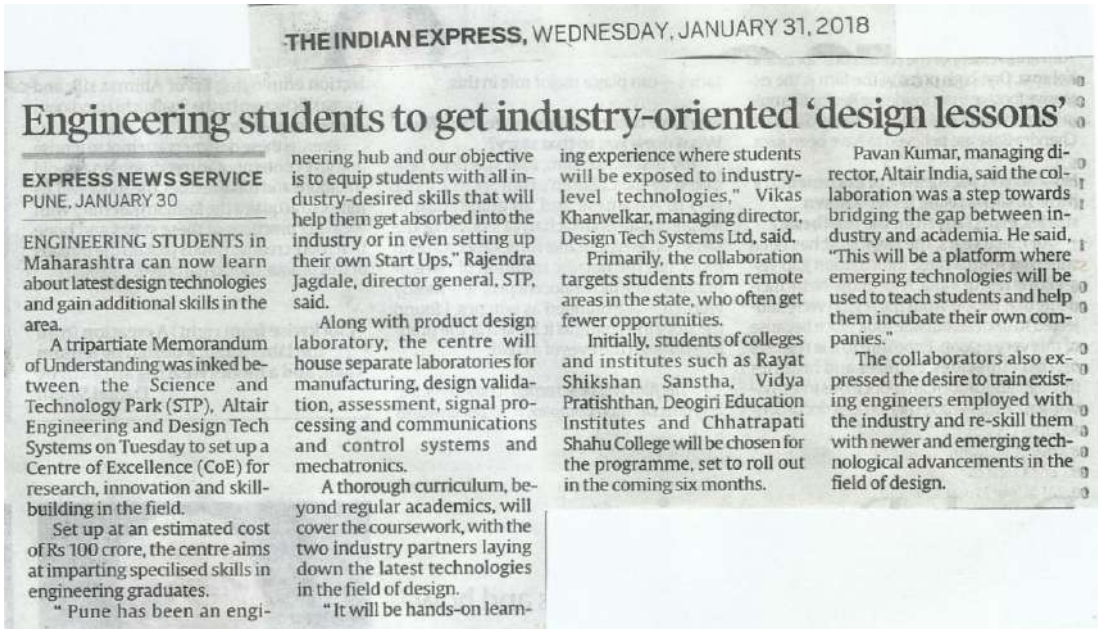 THE INDIAN EXPRESS, WEDNESDAY, JANUARY 31, 2018
Engineering students to get industry-oriented 'design lessons'
EXPRESS NEWS SERVICE
PUNE, JANUARY 30
ENGINEERING STUDENTS in
Maharashtra can now learn
about latest design technologies
and gain additional skills in the
area.
A tripartiate Memorandum
of Understanding was inked be-
tween the Science and
Technology Park (STP), Altair
Engineering and Design Tech
Systems on Tuesday to set up a
Centre of Excellence (CoE) for
research, innovation and skill-
building in the field.
Set up at an estimated cost
of Rs 100 crore, the centre aims
at imparting specilised skills in
engineering graduates.
" Pune has been an engi-
neering hub and our objective
is to equip students with all in-
dustry-desired skills that will
help them get absorbed into the
industry or in even setting up
their own Start Ups," Rajendra
Jagdale, director general, STP,
said.
Along with product design
laboratory, the centre will
house separate laboratories for
manufacturing, design valida-
tion, assessment, signal pro-
cessing and communications
and control systems and
mechatronics.
A thorough curriculum, be-
yond regular academics, will
cover the coursework, with the
two industry partners laying
down the latest technologies
in the field of design.
"It will be hands-on learn-
ing experience where students
will be exposed to industry-
level technologies," Vikas
Khanvelkar, managing director,
Design Tech Systems Ltd, said.
Primarily, the collaboration
targets students from remote
areas in the state, who often get
fewer opportunities.
Initially, students of colleges
and institutes such as Rayat
Shikshan Sanstha, Vidya
Pratishthan, Deogiri Education
Institutes and Chhatrapati
Shahu College will be chosen for
the programme, set to roll out
in the coming six months.
Pavan Kumar, managing di-
rector, Altair India, said the col-
laboration was a step towards
bridging the gap between in-
dustry and academia. He said,
"This will be a platform where
emerging technologies will be
used to teach students and help
them incubate their own com-
panies."
The collaborators also ex-
pressed the desire to train exist-
ing engineers employed with
the industry and re-skill them
with newer and emerging tech-
nological advancements in the
field of design.